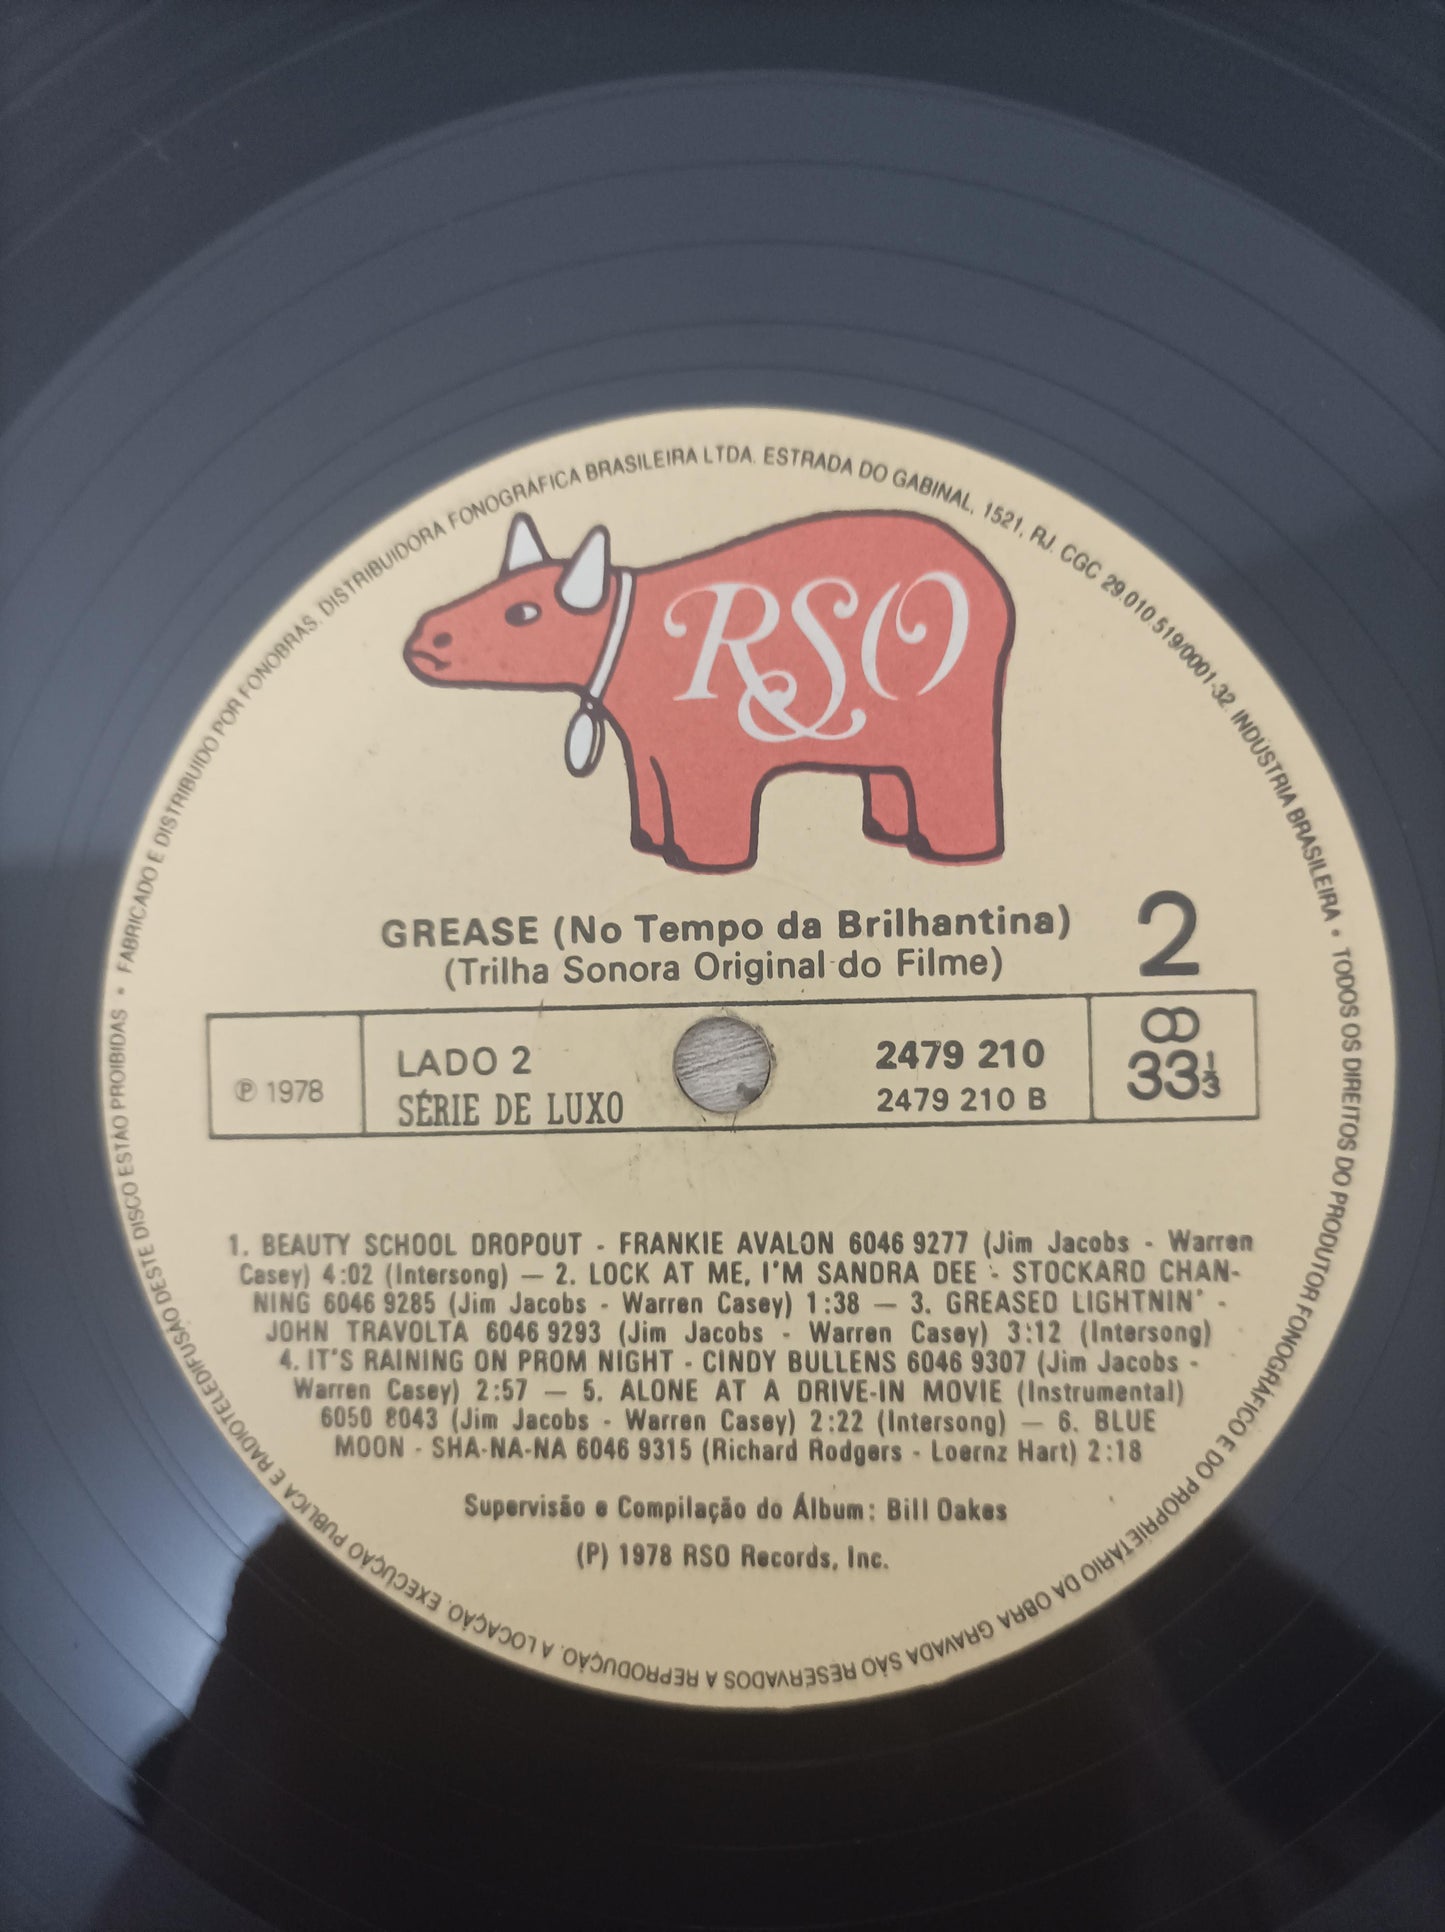 FABRICADO E DISTRIBUIDO POR FONOBRAS. DISTRIBUIDORA FONOGRÁFICA BRASILEIRA LTDA. ESTRADA DO GABINAL, 1521, RJ. CGC 29.010.519/0001-32. INDÚSTRIA BRASILEIRA • TODOS OS DIREITOS DO PRODUTOR FONOGRÁFICO E DO PROPRIETÁRIO DA OBRA GRAVADA SÃO RESERVADOS A REPRODUÇÃO. A LOCAÇÃO. EXECUÇÃO PUBLICA E RADIOTELEDIFUSÃO DESTE DISCO ESTÃO PROIBIDAS •
RSO
GREASE (No Tempo da Brilhantina)
(Trilha Sonora Original do Filme)
2
℗ 1978
LADO 2
SÉRIE DE LUXO
2479 210
2479 210 B
33 1/3
1. BEAUTY SCHOOL DROPOUT - FRANKIE AVALON 6046 9277 (Jim Jacobs - Warren
Casey) 4:02 (Intersong) — 2. LOCK AT ME, I'M SANDRA DEE - STOCKARD CHAN-
NING 6046 9285 (Jim Jacobs - Warren Casey) 1:38 — 3. GREASED LIGHTNIN' -
JOHN TRAVOLTA 6046 9293 (Jim Jacobs - Warren Casey) 3:12 (Intersong)
4. IT'S RAINING ON PROM NIGHT - CINDY BULLENS 6046 9307 (Jim Jacobs -
Warren Casey) 2:57 — 5. ALONE AT A DRIVE-IN MOVIE (Instrumental)
6050 8043 (Jim Jacobs - Warren Casey) 2:22 (Intersong) — 6. BLUE
MOON - SHA-NA-NA 6046 9315 (Richard Rodgers - Loernz Hart) 2:18
Supervisão e Compilação do Álbum: Bill Oakes
(P) 1978 RSO Records, Inc.